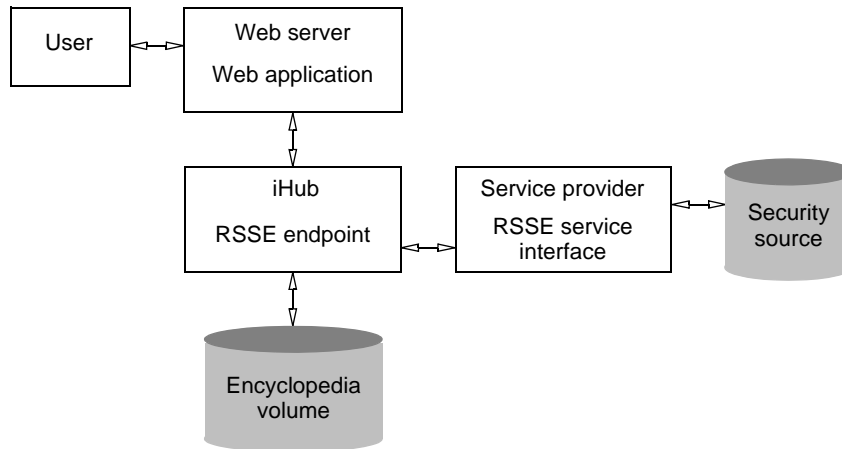 User
Web server
Web application
iHub
RSSE endpoint
Service provider
RSSE service
interface
Security
source
Encyclopedia
volume